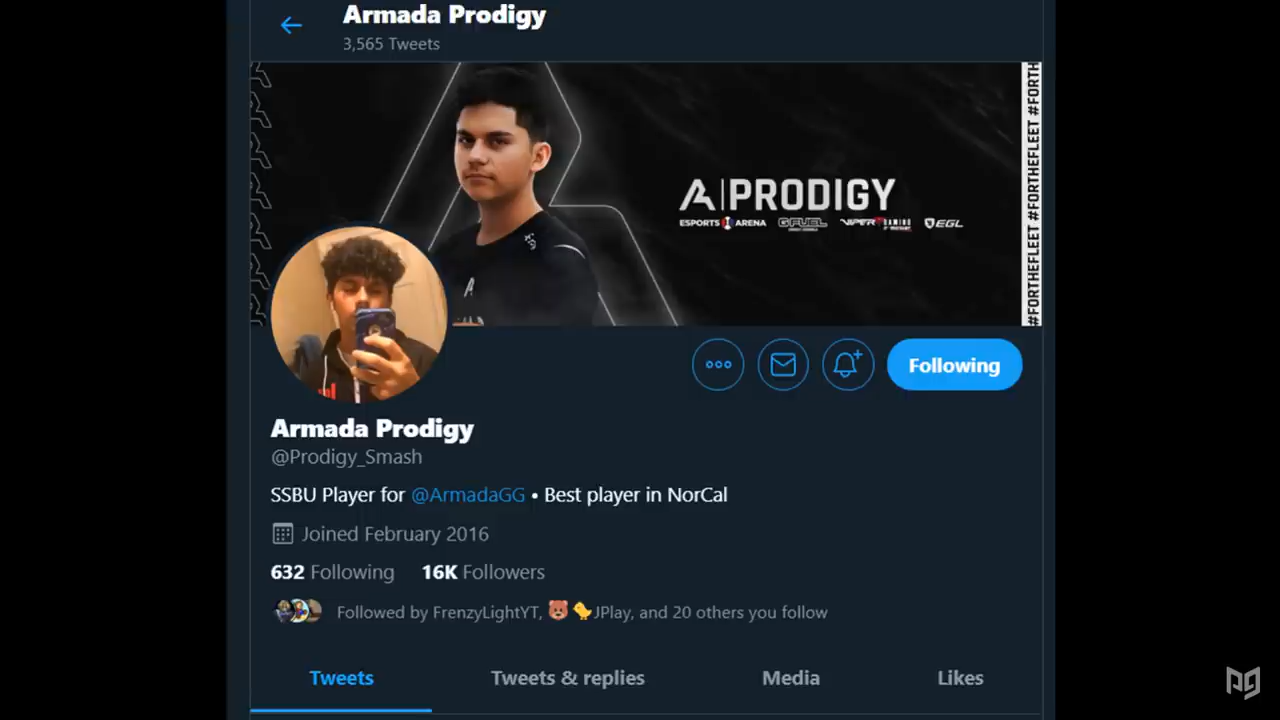 Armada Prodigy
3,565 Tweets
PRODIGY
ESPORTS ARENA G FUEL VIPER GAMING EGL
#FORTHEFLEET #FORTHEFLEET #FORTH
Following
Armada Prodigy
@Prodigy_Smash
SSBU Player for @ArmadaGG • Best player in NorCal
Joined February 2016
632 Following 16K Followers
Followed by FrenzyLightYT, 🐻🐤JPlay, and 20 others you follow
Tweets Tweets & replies Media Likes